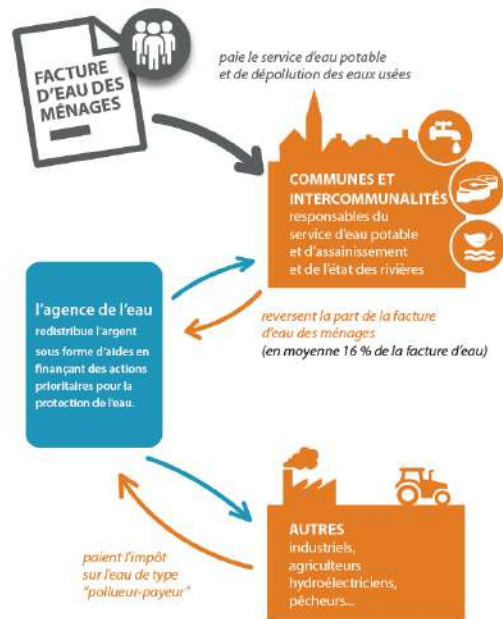 FACTURE
D'EAU DES
MÉNAGES
paie le service d'eau potable
et de dépollution des eaux usées
COMMUNES ET
INTERCOMMUNALITÉS
responsables du
service d'eau potable
et d'assainissement
et de l'état des rivières
l'agence de l'eau
redistribue l'argent
sous forme d'aides en
finançant des actions
prioritaires pour la
protection de l'eau.
reversent la part de la facture
d'eau des ménages
(en moyenne 16 % de la facture d'eau)
AUTRES
industriels,
agriculteurs
hydroélectriciens,
pêcheurs...
paient l'impôt
sur l'eau de type
"pollueur-payeur"